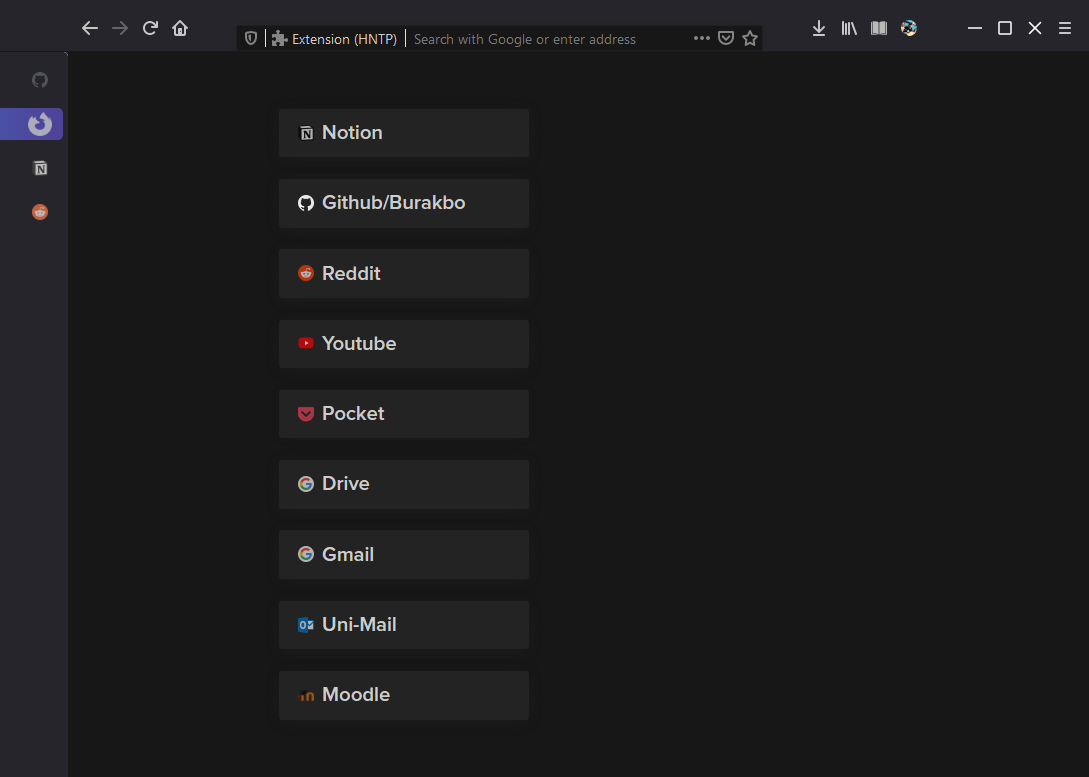 Extension (HNTP) Search with Google or enter address
Notion
Github/Burakbo
Reddit
Youtube
Pocket
Drive
Gmail
Uni-Mail
Moodle